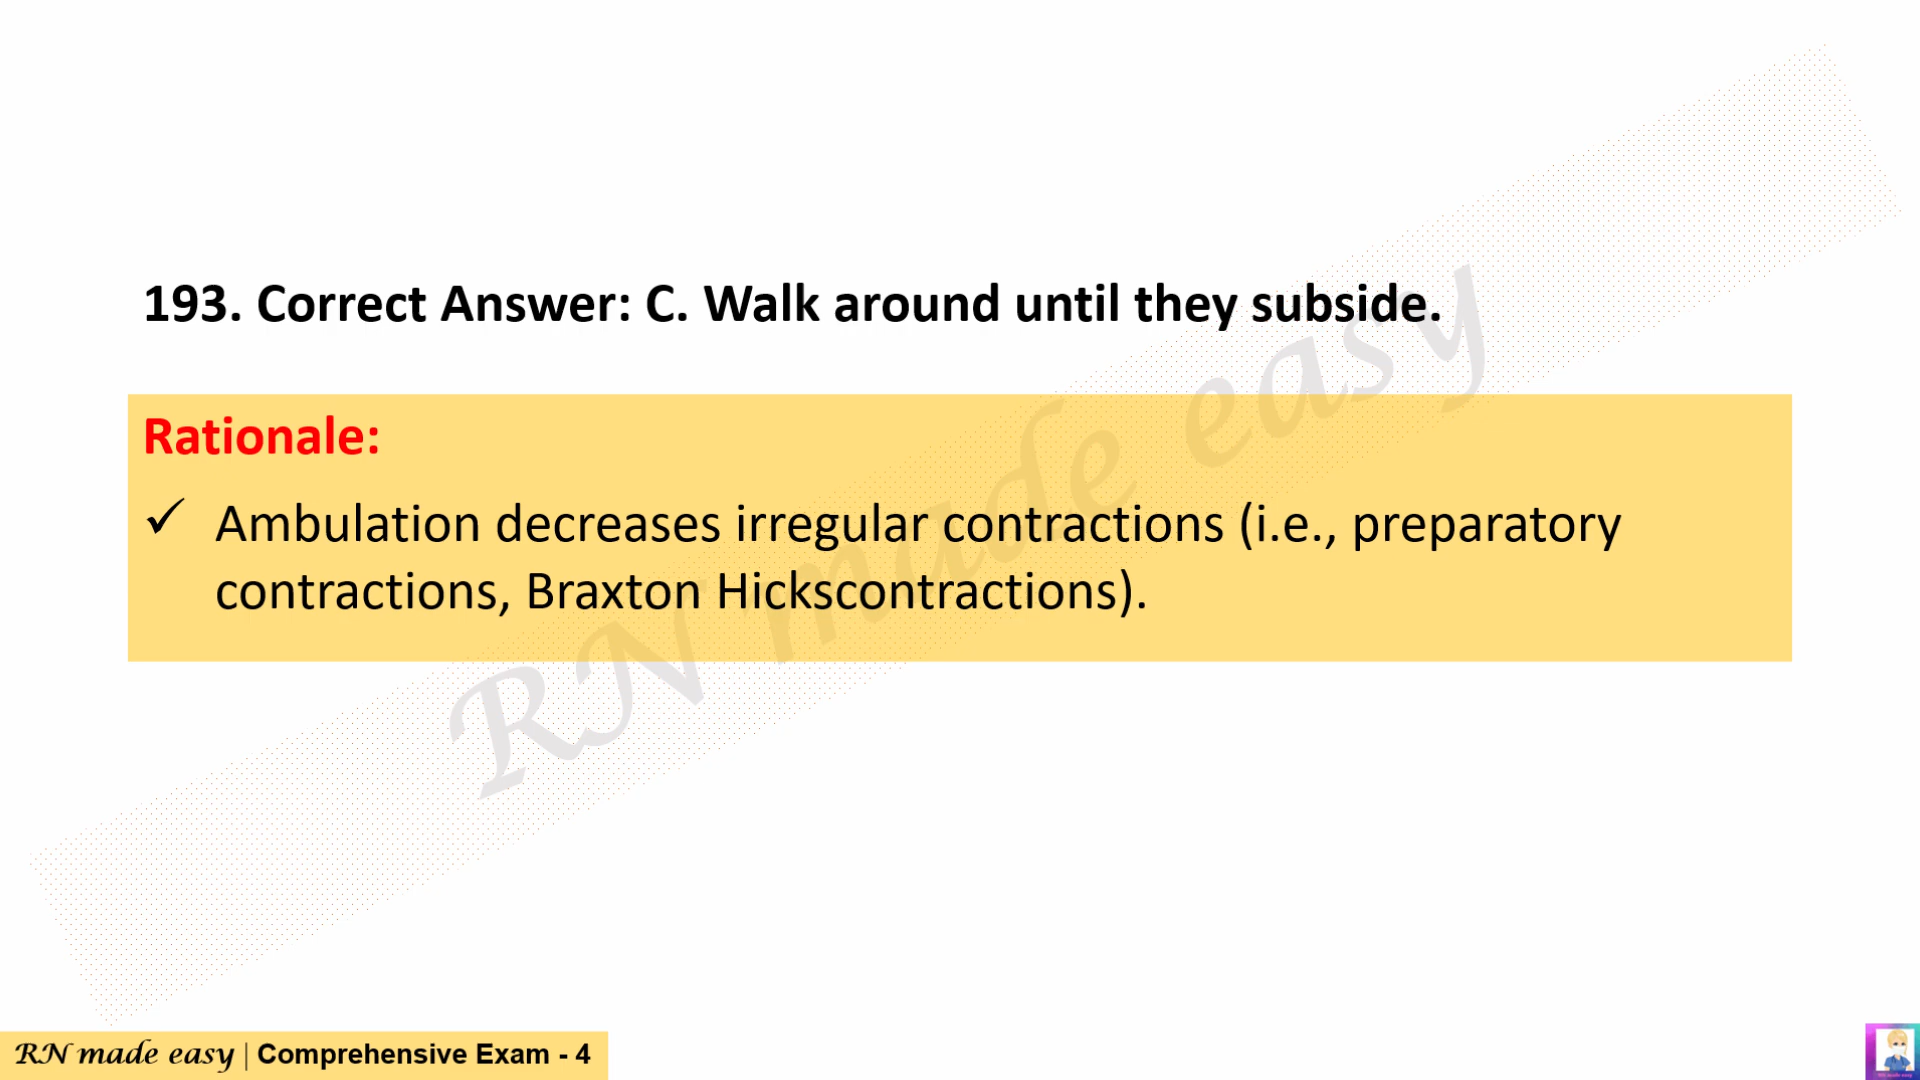 193. Correct Answer: C. Walk around until they subside.
Rationale:
✓ Ambulation decreases irregular contractions (i.e., preparatory
contractions, Braxton Hickscontractions).
RN made easy
RN made easy | Comprehensive Exam - 4